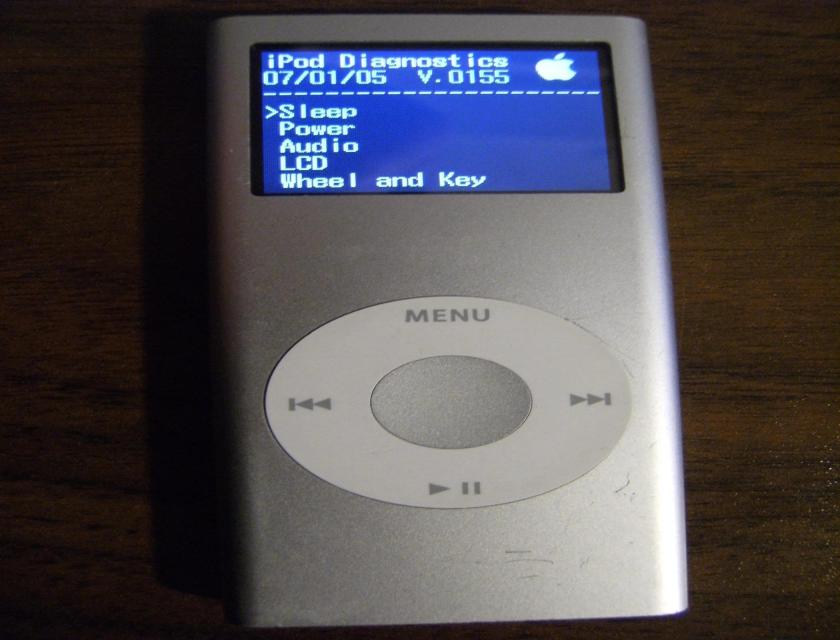 iPod Diagnostics
07/01/05 V.0155
>Sleep
Power
Audio
LCD
Wheel and Key
MENU